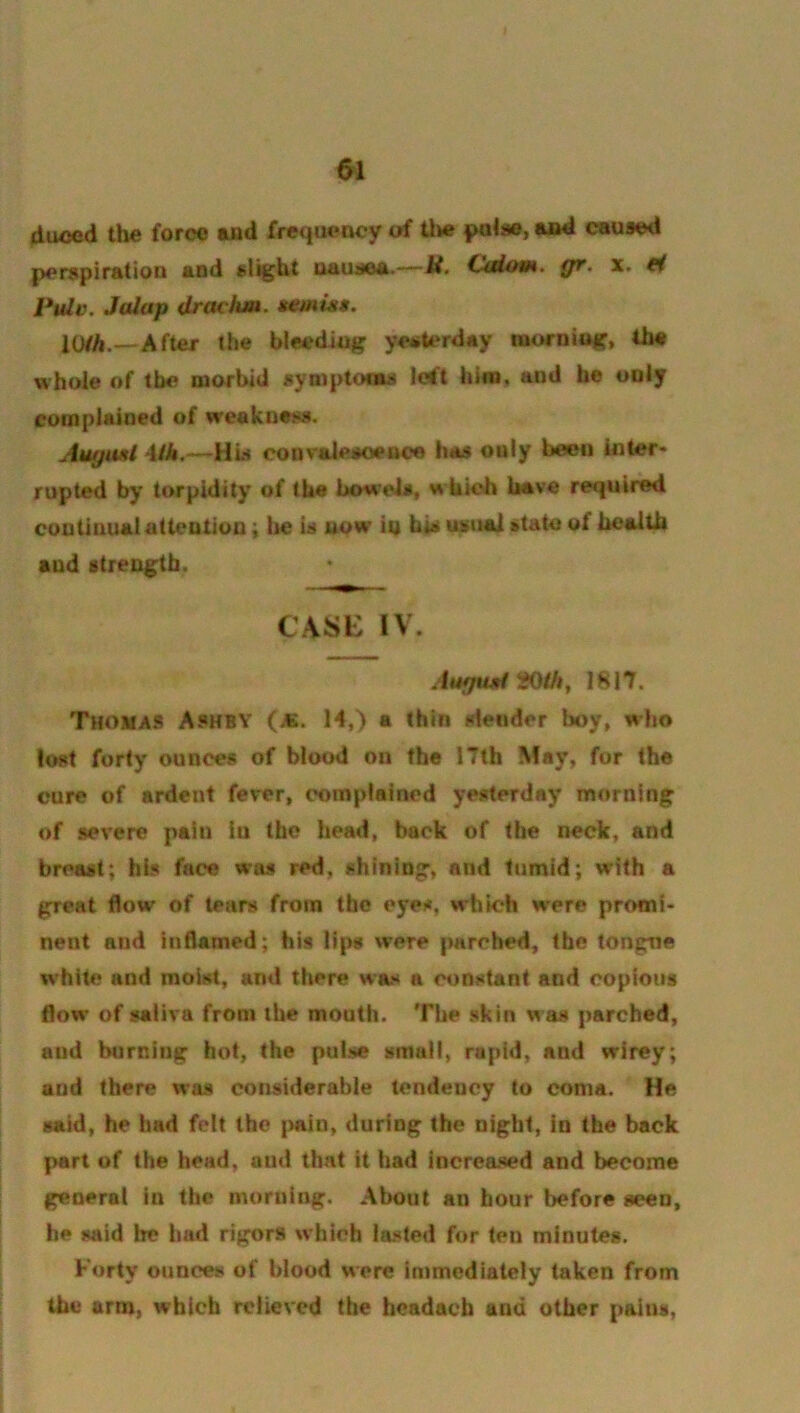 61
duced the force and frequency of the pulse, and caused
perspiration and slight nausea.—R. Calom. gr. x. et
Pulv. Jalap drachm. semiss.
10th.—After the bleeding yesterday morning, the
whole of the morbid symptoms left him, and he only
complained of weakness.
August 4th.—His convalescence has only been inter-
rupted by torpidity of the bowels, which have required
continual attention; he is now in his usual state of health
and strength.
CASE IV.
August 20th, 1817.
Thomas Ashby (Æ. 14,) a thin slender boy, who
lost forty ounces of blood on the 17th May, for the
cure of ardent fever, complained yesterday morning
of severe pain in the head, back of the neck, and
breast; his face was red, shining, and tumid; with a
great flow of tears from the eyes, which were promi-
nent and inflamed; his lips were parched, the tongue
white and moist, and there was a constant and copious
flow of saliva from the mouth. The skin was parched,
and burning hot, the pulse small, rapid, and wirey;
and there was considerable tendency to coma. He
said, he had felt the pain, during the night, in the back
part of the head, and that it had increased and become
general in the morning. About an hour before seen,
he said he had rigors which lasted for ten minutes.
Forty ounces of blood were immediately taken from
the arm, which relieved the headach and other pains,